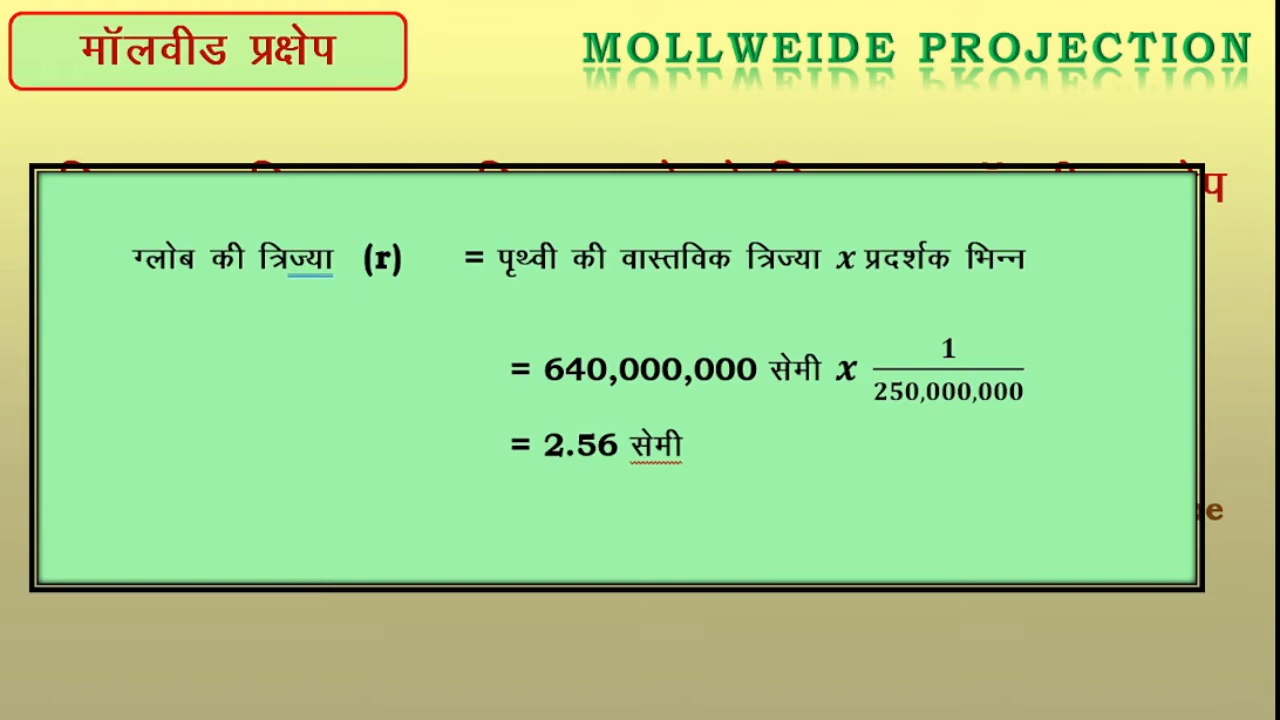 मॉलवीड प्रक्षेप
MOLLWEIDE PROJECTION
ग्लोब की त्रिज्या (r) = पृथ्वी की वास्तविक त्रिज्या x प्रदर्शक भिन्न
= 640,000,000 सेमी x 1/250,000,000
= 2.56 सेमी